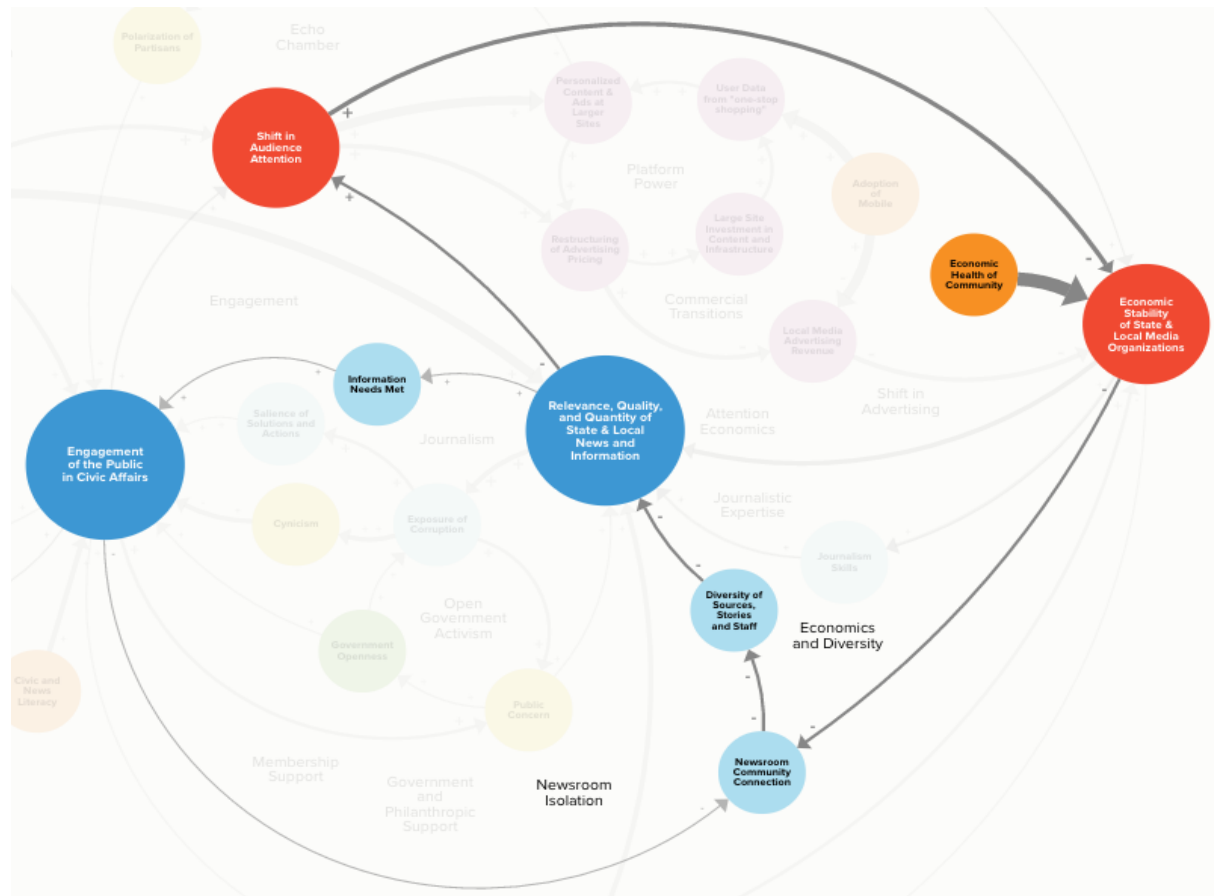 Polarization of
Partisans
Echo
Chamber
Shift in
Audience
Attention
Personalized
Content &
Ads at
Larger
Sites
User Data
from "one-stop
shopping"
Platform
Power
Adoption
of
Mobile
Restructuring
of Advertising
Pricing
Large Site
Investment in
Content and
Infrastructure
Economic
Health of
Community
Economic
Stability
of State &
Local Media
Organizations
Engagement
Commercial
Transitions
Local Media
Advertising
Revenue
Information
Needs Met
Relevance, Quality,
and Quantity of
State & Local
News and
Information
Shift in
Advertising
Attention
Economics
Salience of
Solutions and
Actions
Journalism
Engagement
of the Public
in Civic Affairs
Cynicism
Exposure of
Corruption
Journalistic
Expertise
Journalism
Skills
Diversity of
Sources,
Stories
and Staff
Economics
and Diversity
Open
Government
Activism
Government
Openness
Civic and
News
Literacy
Public
Concern
Membership
Support
Government
and
Philanthropic
Support
Newsroom
Isolation
Newsroom
Community
Connection